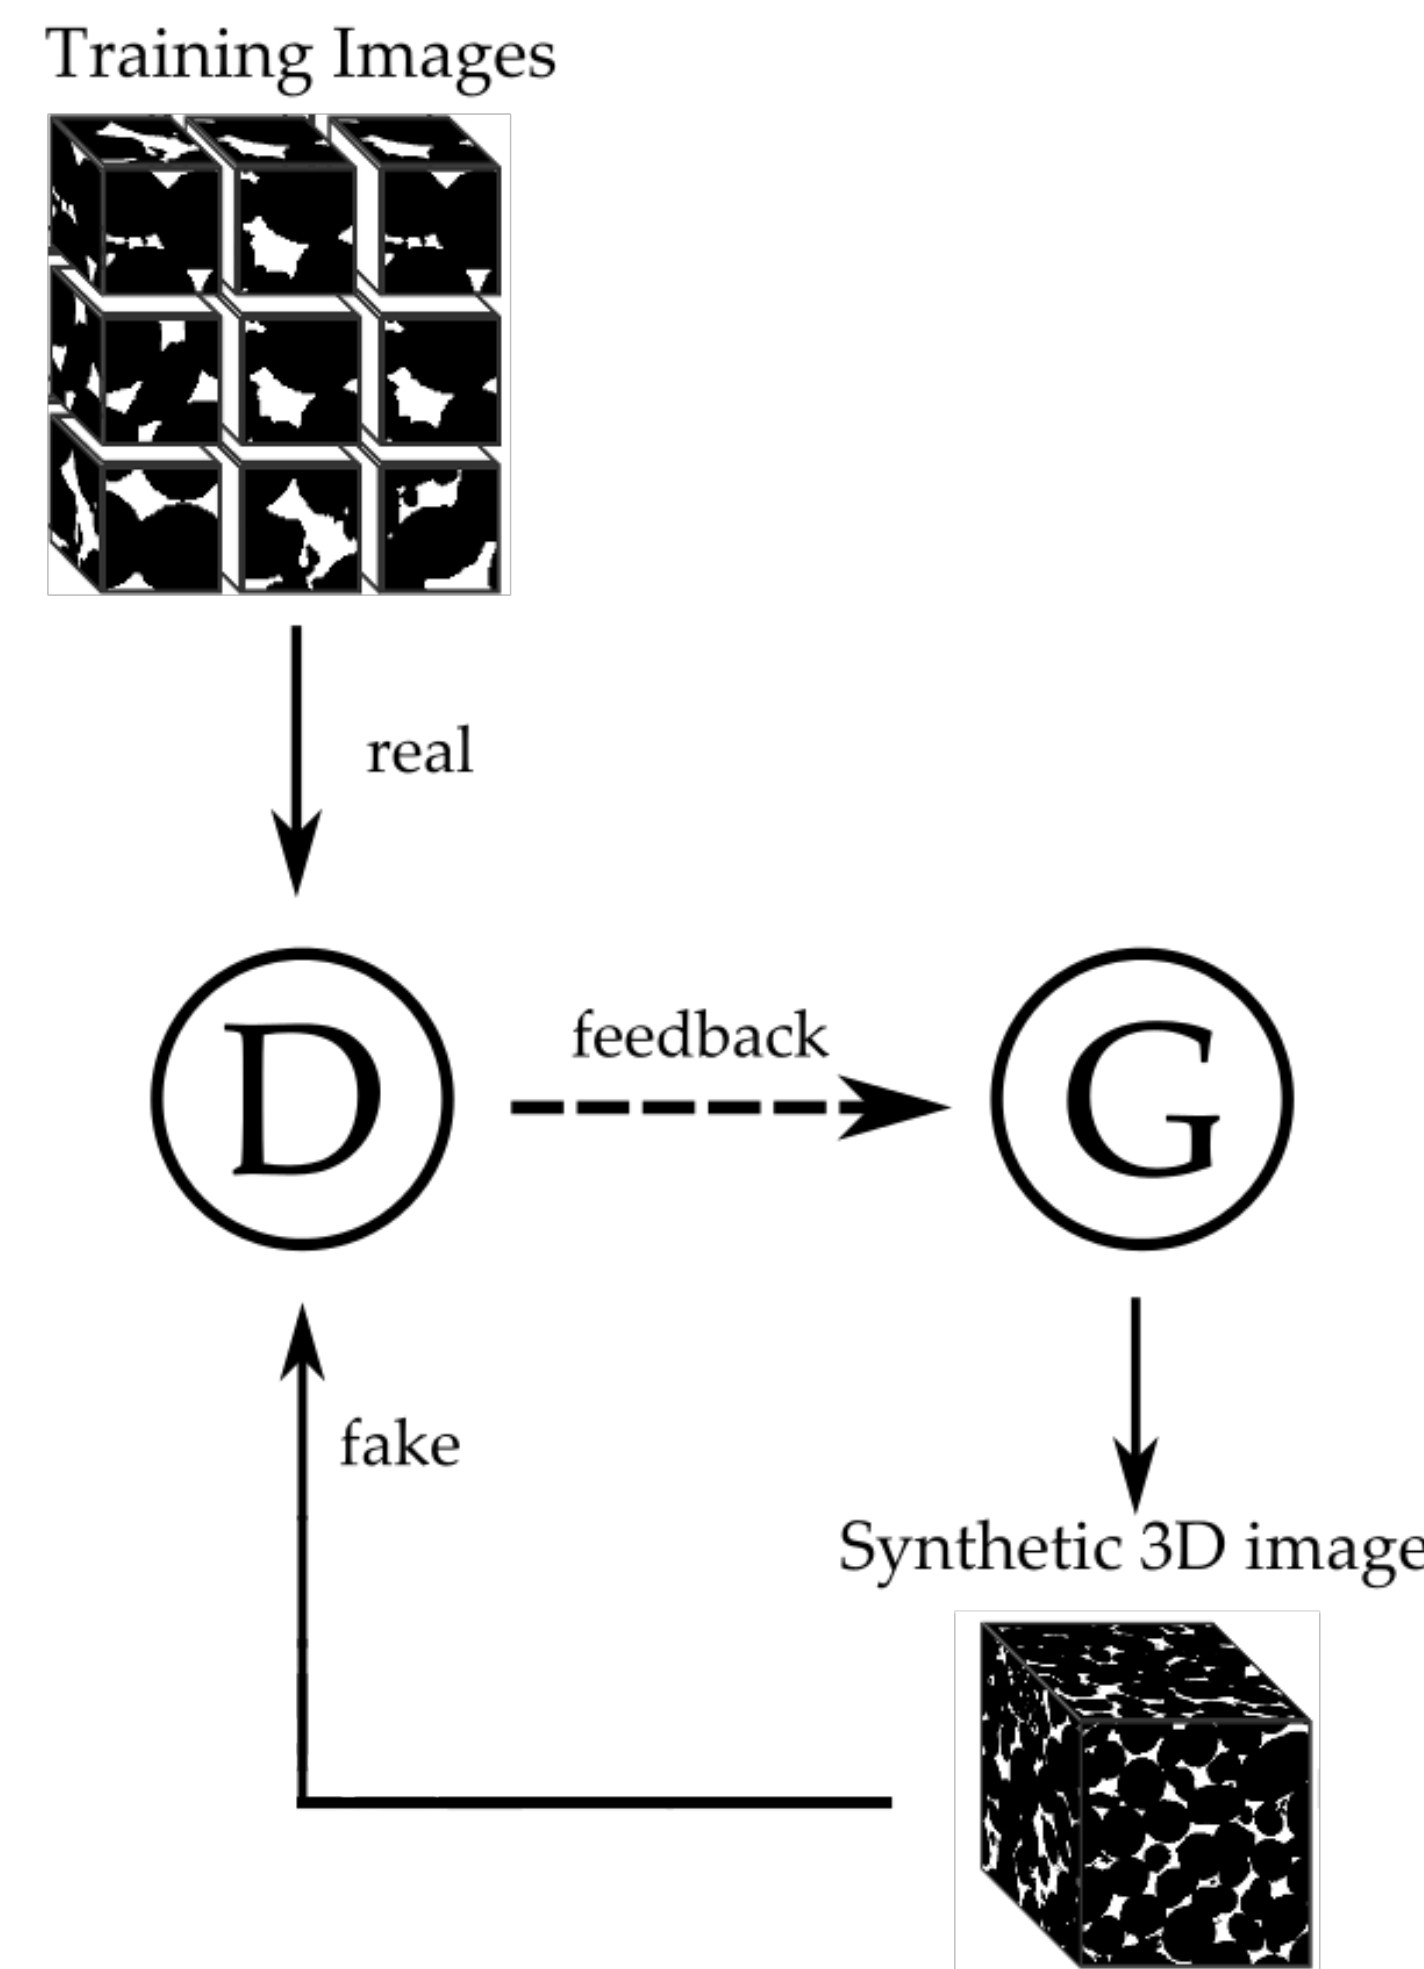 Training Images
real
D
feedback
G
fake
Synthetic 3D image